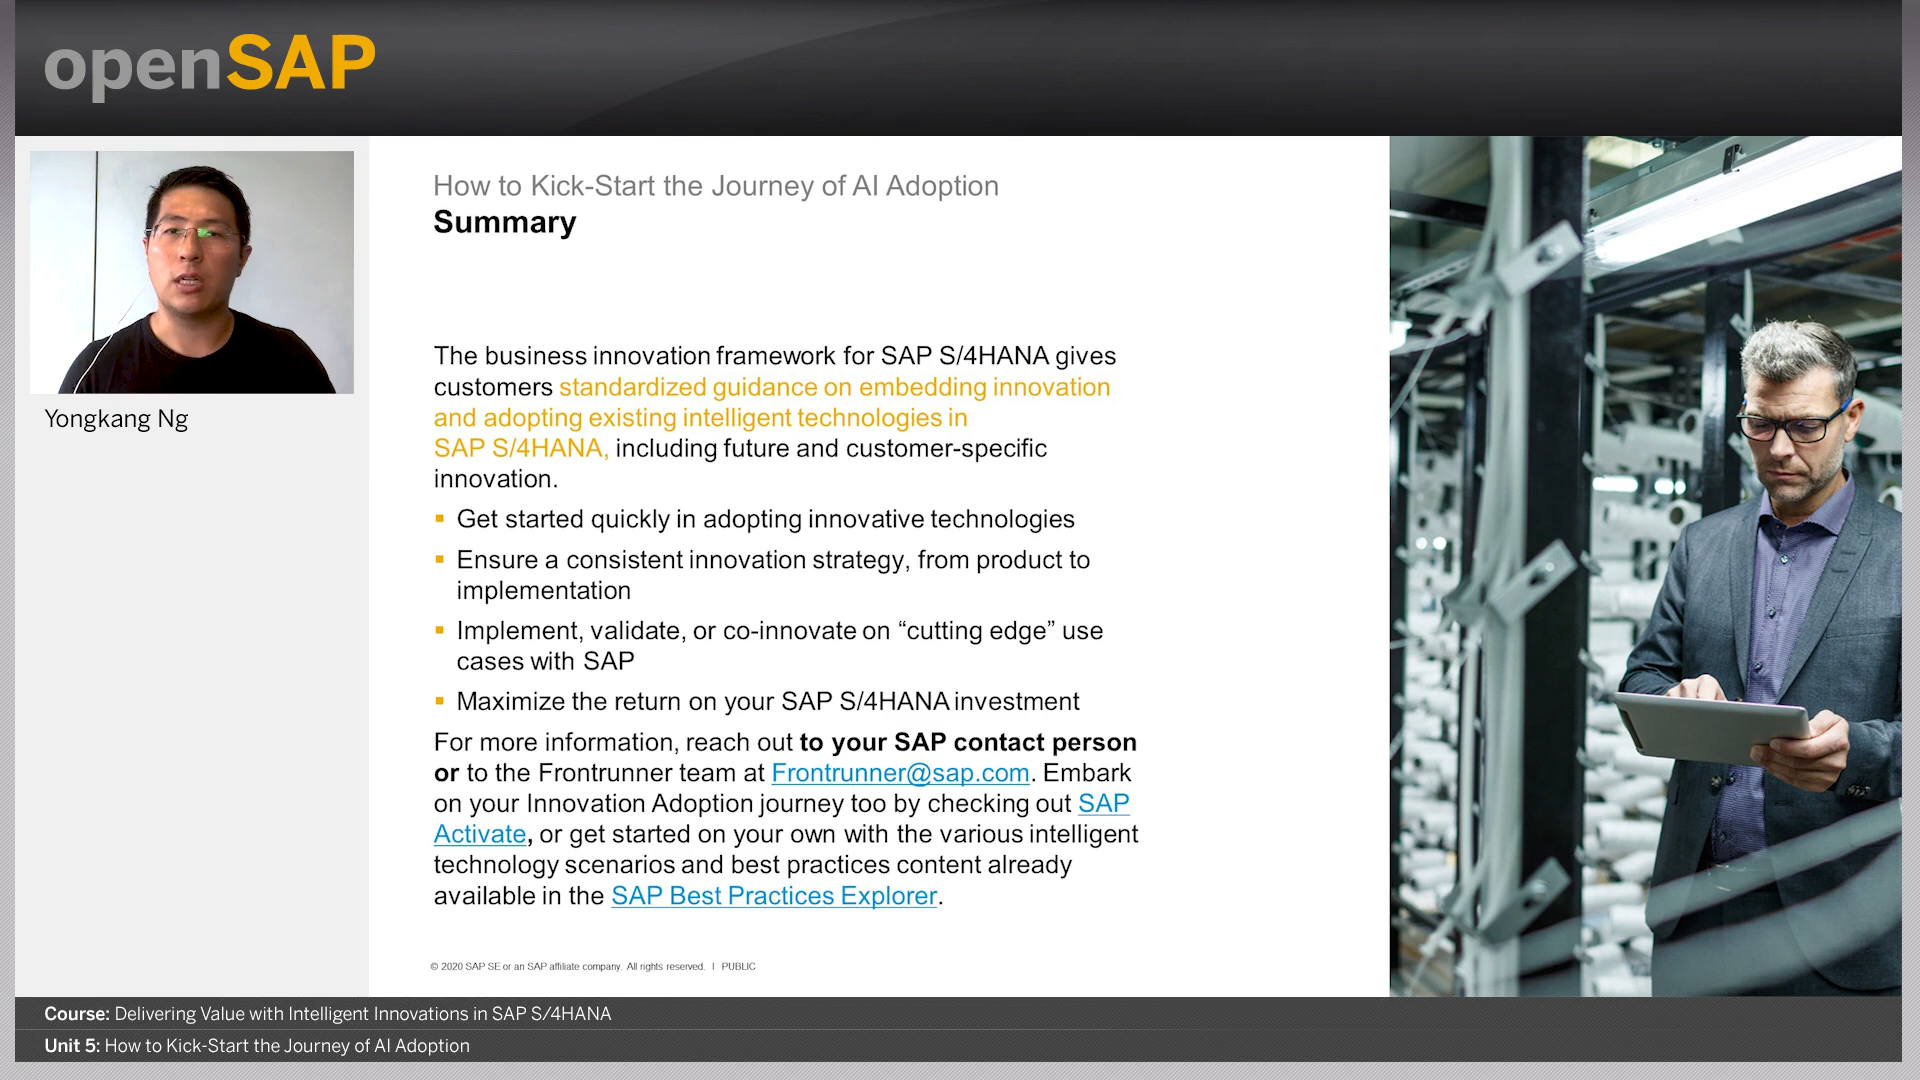 openSAP
Yongkang Ng
How to Kick-Start the Journey of AI Adoption
Summary
The business innovation framework for SAP S/4HANA gives
customers standardized guidance on embedding innovation
and adopting existing intelligent technologies in
SAP S/4HANA, including future and customer-specific
innovation.
▪ Get started quickly in adopting innovative technologies
▪ Ensure a consistent innovation strategy, from product to
implementation
▪ Implement, validate, or co-innovate on “cutting edge” use
cases with SAP
▪ Maximize the return on your SAP S/4HANA investment
For more information, reach out to your SAP contact person
or to the Frontrunner team at Frontrunner@sap.com. Embark
on your Innovation Adoption journey too by checking out SAP
Activate, or get started on your own with the various intelligent
technology scenarios and best practices content already
available in the SAP Best Practices Explorer.
© 2020 SAP SE or an SAP affiliate company. All rights reserved. | PUBLIC
Course: Delivering Value with Intelligent Innovations in SAP S/4HANA
Unit 5: How to Kick-Start the Journey of AI Adoption